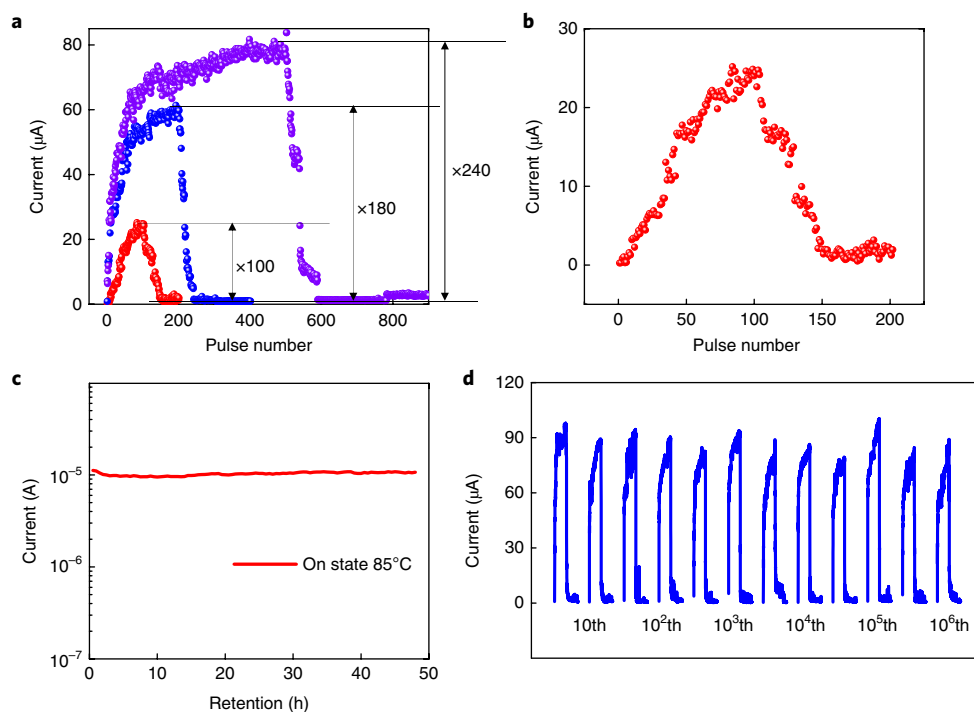 a
80
60
40
20
0
Current (µA)
0 200 400 600 800
Pulse number
×100
×180
×240
b
30
20
10
0
Current (µA)
0 50 100 150 200
Pulse number
c
10⁻⁵
10⁻⁶
10⁻⁷
Current (A)
On state 85°C
0 10 20 30 40 50
Retention (h)
d
120
90
60
30
0
Current (µA)
10th 10²th 10³th 10⁴th 10⁵th 10⁶th